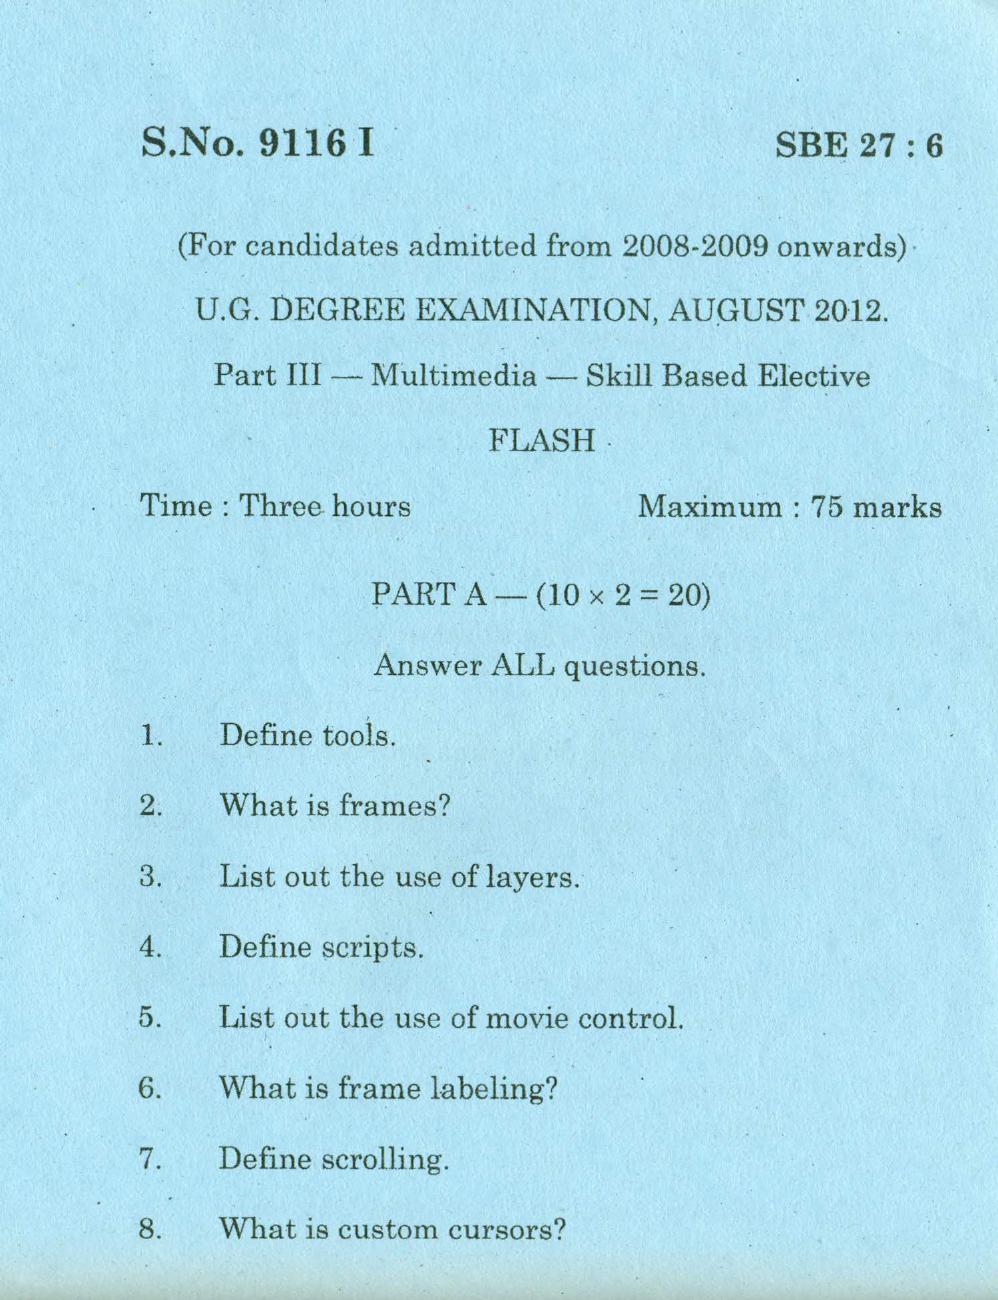 S.No. 9116 I SBE 27 : 6
(For candidates admitted from 2008-2009 onwards)
U.G. DEGREE EXAMINATION, AUGUST 2012.
Part III — Multimedia — Skill Based Elective
FLASH
Time : Three hours Maximum : 75 marks
PART A — (10 × 2 = 20)
Answer ALL questions.
1. Define tools.
2. What is frames?
3. List out the use of layers.
4. Define scripts.
5. List out the use of movie control.
6. What is frame labeling?
7. Define scrolling.
8. What is custom cursors?